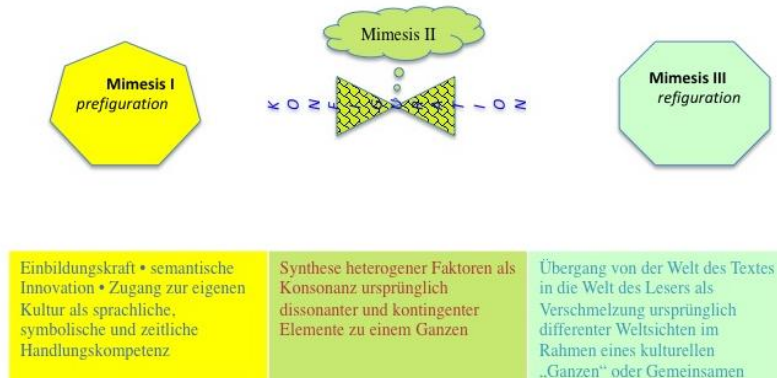 Mimesis I
prefiguration
Mimesis II
KONFIGURATION
Mimesis III
refiguration
Einbildungskraft • semantische
Innovation • Zugang zur eigenen
Kultur als sprachliche,
symbolische und zeitliche
Handlungskompetenz
Synthese heterogener Faktoren als
Konsonanz ursprünglich
dissonanter und kontingenter
Elemente zu einem Ganzen
Übergang von der Welt des Textes
in die Welt des Lesers als
Verschmelzung ursprünglich
differenter Weltsichten im
Rahmen eines kulturellen
„Ganzen“ oder Gemeinsamen